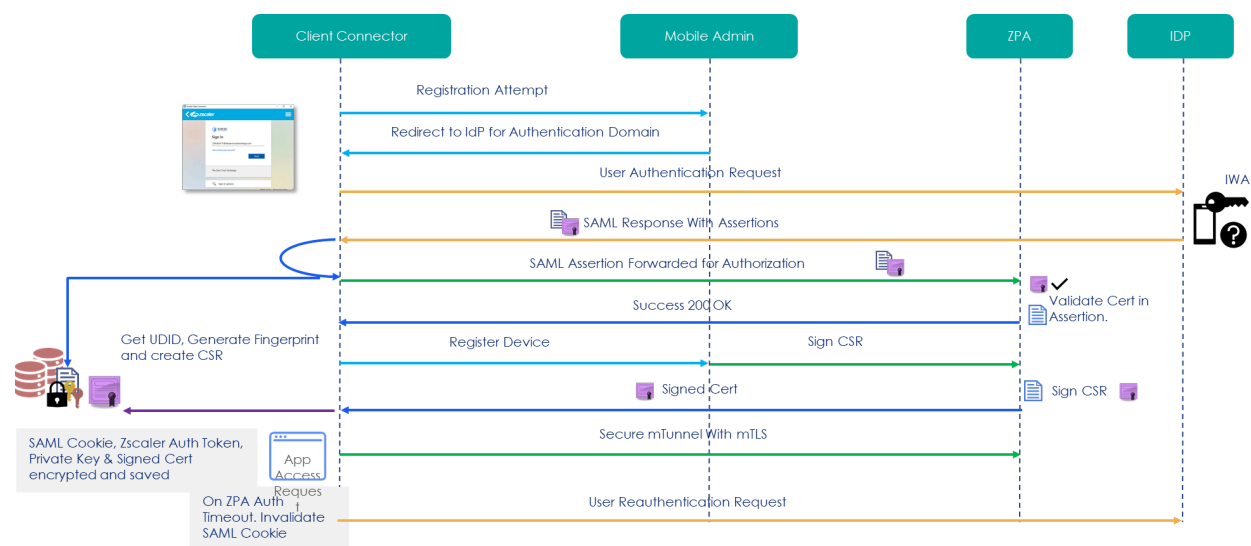 Client Connector
Mobile Admin
ZPA
IDP
Registration Attempt
zscaler
Redirect to IdP for Authentication Domain
Sign in
User Authentication Request
IWA
SAML Response With Assertions
SAML Assertion Forwarded for Authorization
Success 200 OK
Validate Cert in
Assertion.
Get UDID, Generate Fingerprint
and create CSR
Register Device
Sign CSR
Signed Cert
Sign CSR
SAML Cookie, Zscaler Auth Token,
Private Key & Signed Cert
encrypted and saved
Secure mTunnel With mTLS
App
Access
Reques
t
On ZPA Auth
Timeout. Invalidate
SAML Cookie
User Reauthentication Request